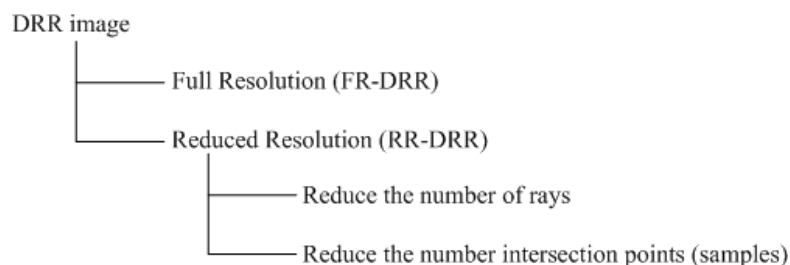 DRR image
Full Resolution (FR-DRR)
Reduced Resolution (RR-DRR)
Reduce the number of rays
Reduce the number intersection points (samples)